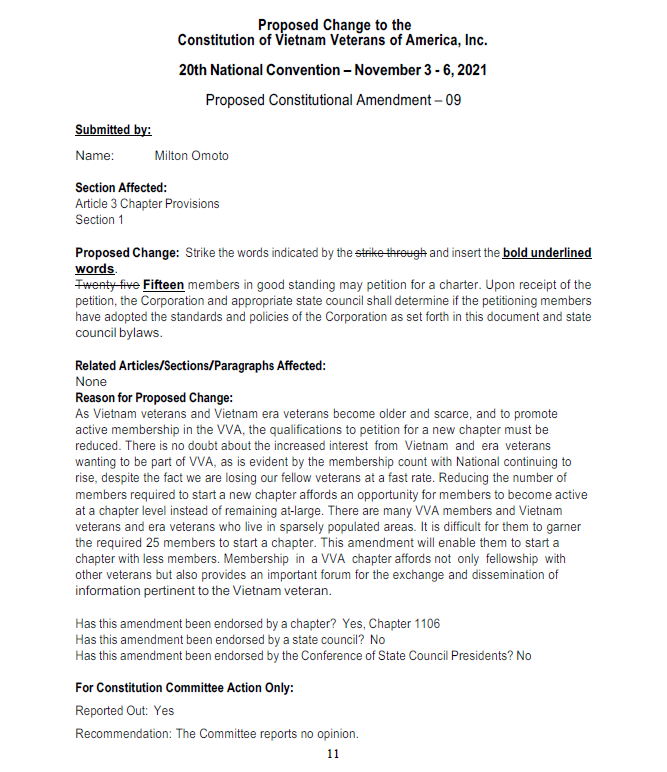 Proposed Change to the
Constitution of Vietnam Veterans of America, Inc.
20th National Convention – November 3 - 6, 2021
Proposed Constitutional Amendment – 09
Submitted by:
Name: Milton Omoto
Section Affected:
Article 3 Chapter Provisions
Section 1
Proposed Change: Strike the words indicated by the strike through and insert the bold underlined
words.
Twenty-five Fifteen members in good standing may petition for a charter. Upon receipt of the
petition, the Corporation and appropriate state council shall determine if the petitioning members
have adopted the standards and policies of the Corporation as set forth in this document and state
council bylaws.
Related Articles/Sections/Paragraphs Affected:
None
Reason for Proposed Change:
As Vietnam veterans and Vietnam era veterans become older and scarce, and to promote
active membership in the VVA, the qualifications to petition for a new chapter must be
reduced. There is no doubt about the increased interest from Vietnam and era veterans
wanting to be part of VVA, as is evident by the membership count with National continuing to
rise, despite the fact we are losing our fellow veterans at a fast rate. Reducing the number of
members required to start a new chapter affords an opportunity for members to become active
at a chapter level instead of remaining at-large. There are many VVA members and Vietnam
veterans and era veterans who live in sparsely populated areas. It is difficult for them to garner
the required 25 members to start a chapter. This amendment will enable them to start a
chapter with less members. Membership in a VVA chapter affords not only fellowship with
other veterans but also provides an important forum for the exchange and dissemination of
information pertinent to the Vietnam veteran.
Has this amendment been endorsed by a chapter? Yes, Chapter 1106
Has this amendment been endorsed by a state council? No
Has this amendment been endorsed by the Conference of State Council Presidents? No
For Constitution Committee Action Only:
Reported Out: Yes
Recommendation: The Committee reports no opinion.
11